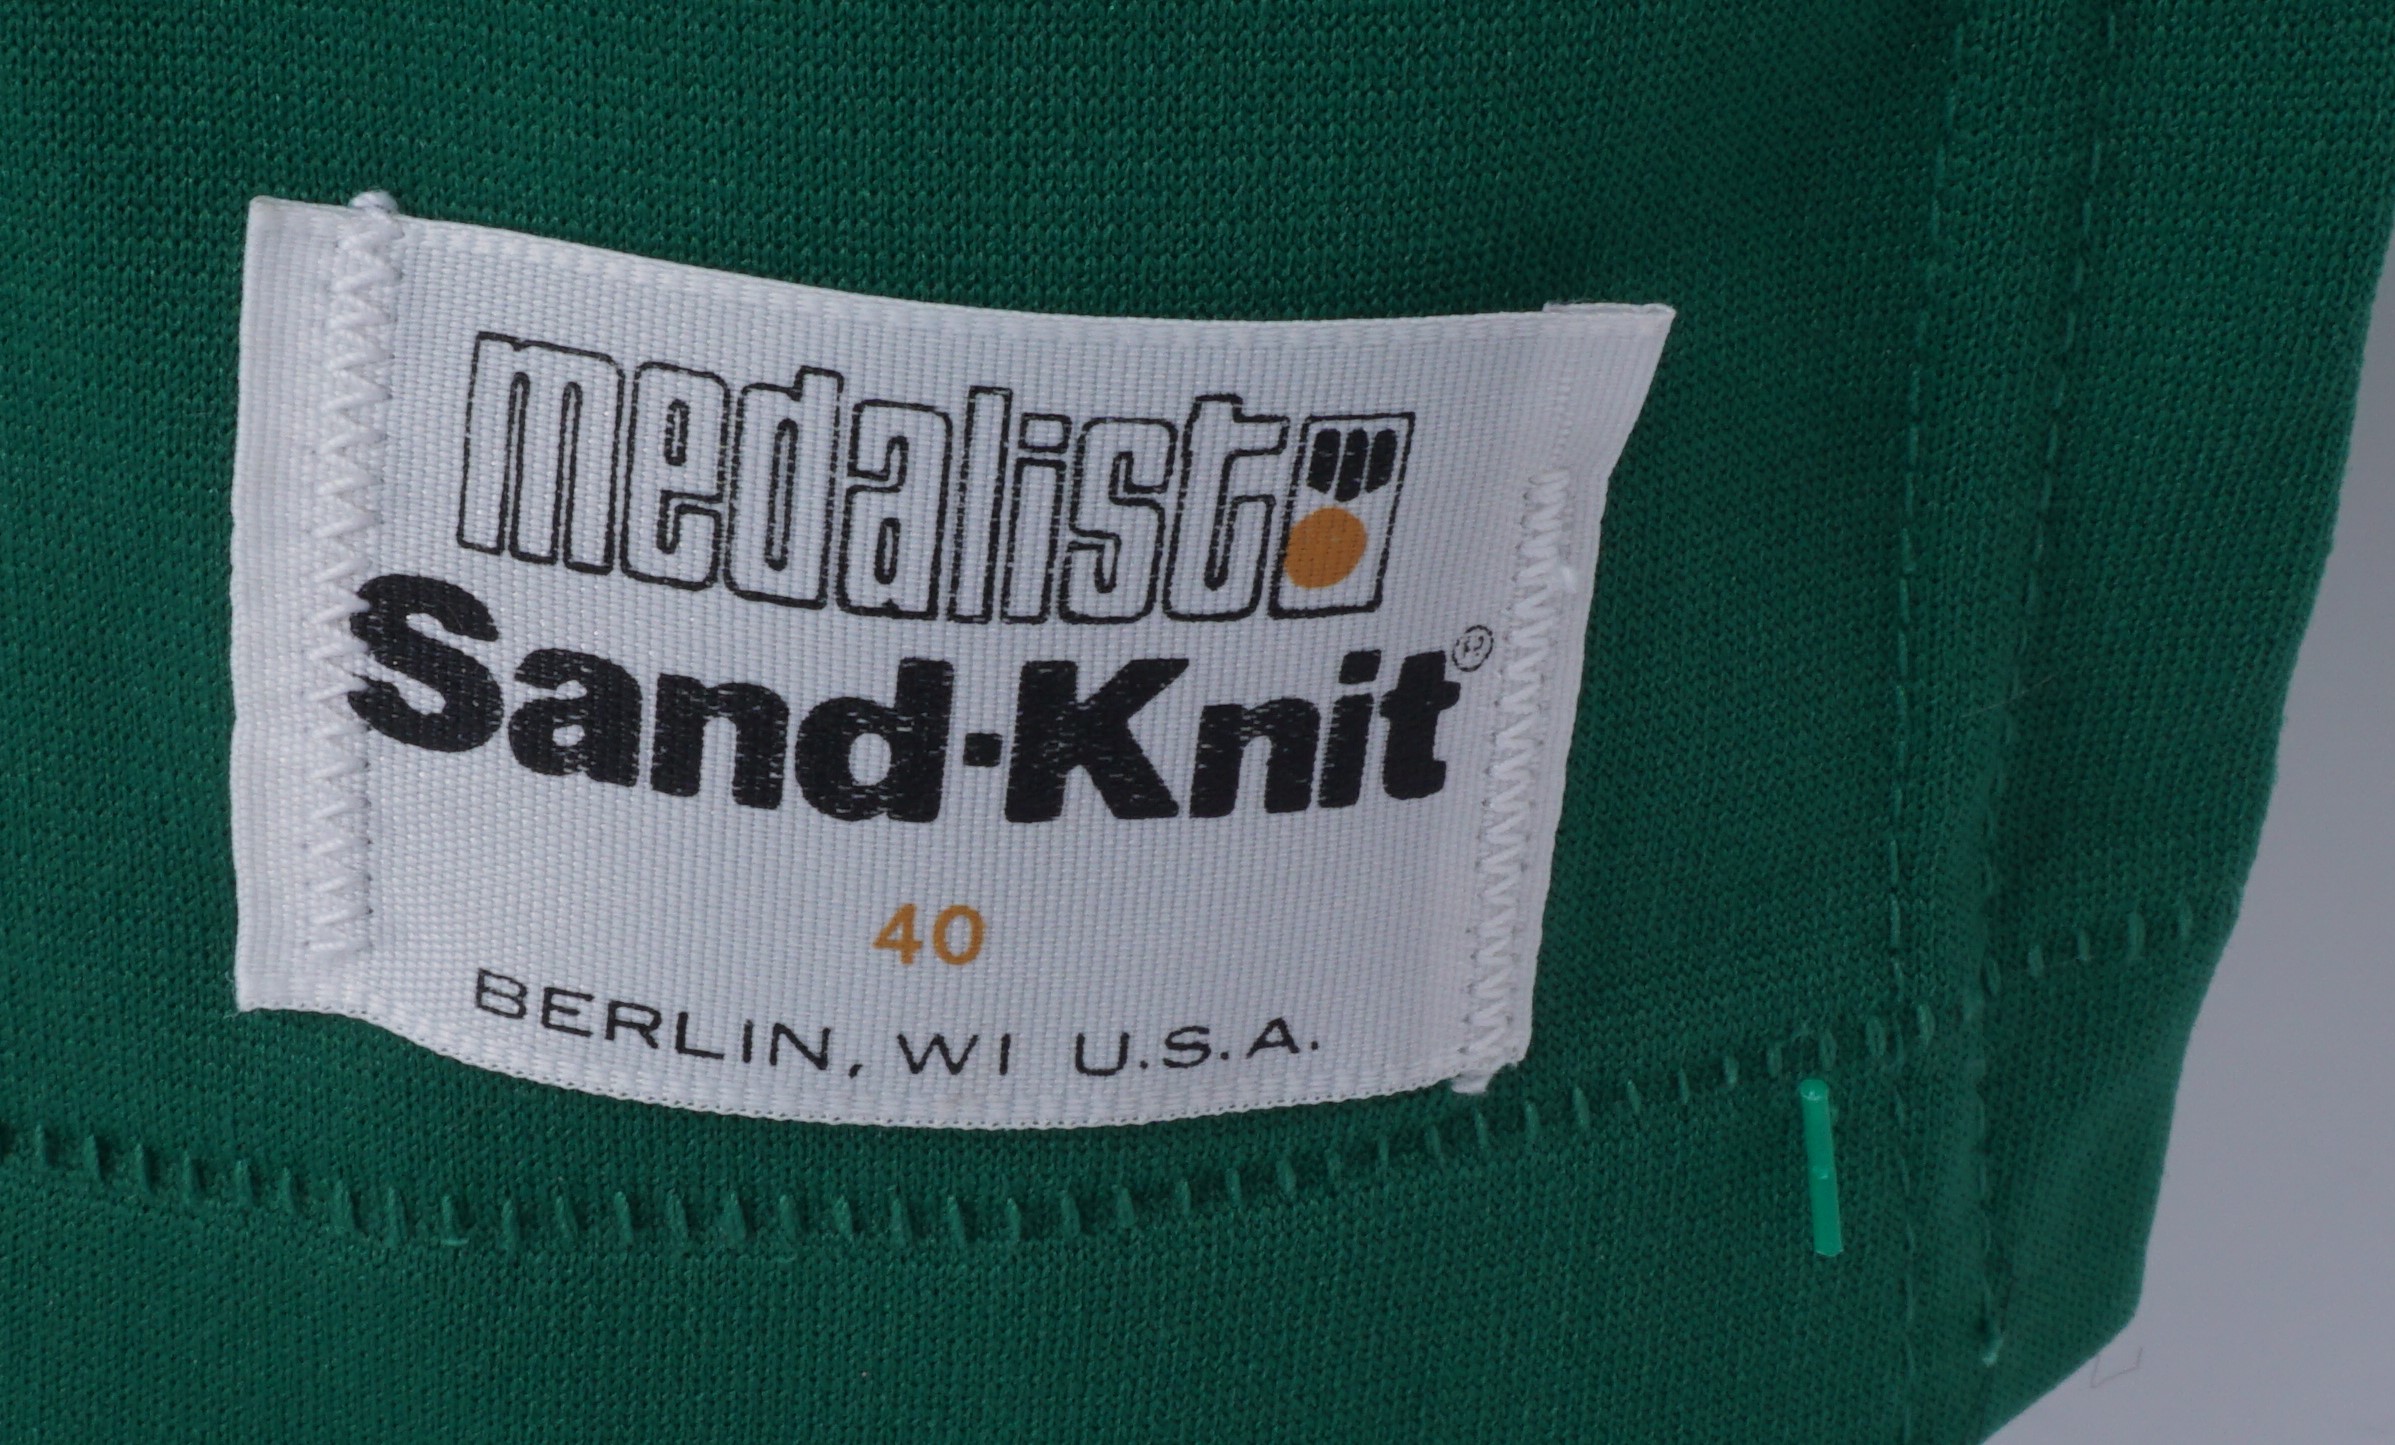 medalist
Sand·Knit®
40
BERLIN, WI U.S.A.